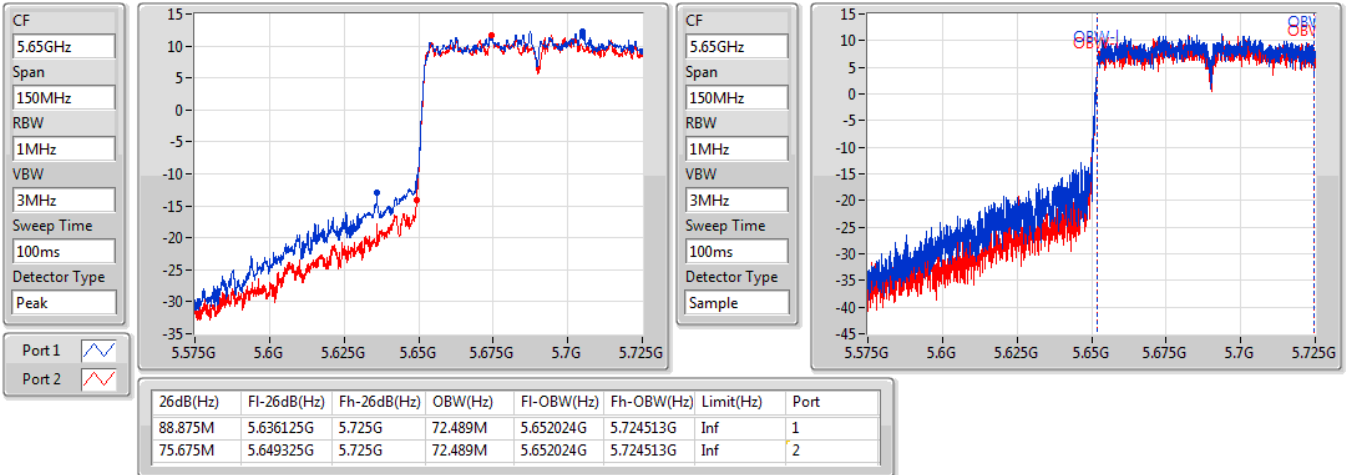 CF
5.65GHz
Span
150MHz
RBW
1MHz
VBW
3MHz
Sweep Time
100ms
Detector Type
Peak
Port 1
Port 2
15
10
5
0
-5
-10
-15
-20
-25
-30
-35
5.575G 5.6G 5.625G 5.65G 5.675G 5.7G 5.725G
CF
5.65GHz
Span
150MHz
RBW
1MHz
VBW
3MHz
Sweep Time
100ms
Detector Type
Sample
15
10
5
0
-5
-10
-15
-20
-25
-30
-35
-40
-45
5.575G 5.6G 5.625G 5.65G 5.675G 5.7G 5.725G
26dB(Hz) Fl-26dB(Hz) Fh-26dB(Hz) OBW(Hz) Fl-OBW(Hz) Fh-OBW(Hz) Limit(Hz) Port
88.875M 5.636125G 5.725G 72.489M 5.652024G 5.724513G Inf 1
75.675M 5.649325G 5.725G 72.489M 5.652024G 5.724513G Inf 2